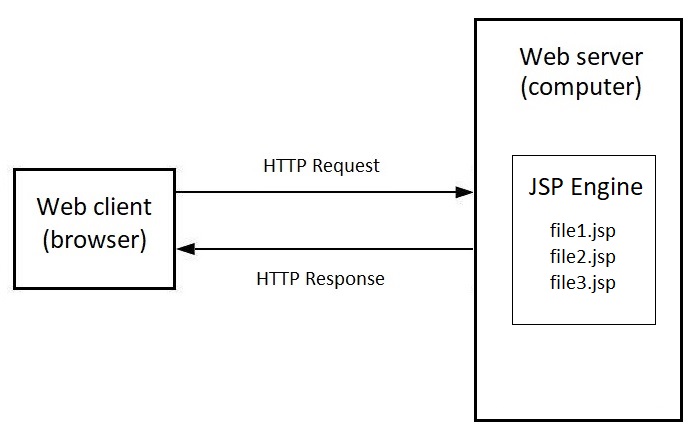 Web server
(computer)
HTTP Request
JSP Engine
Web client
(browser)
file1.jsp
file2.jsp
file3.jsp
HTTP Response